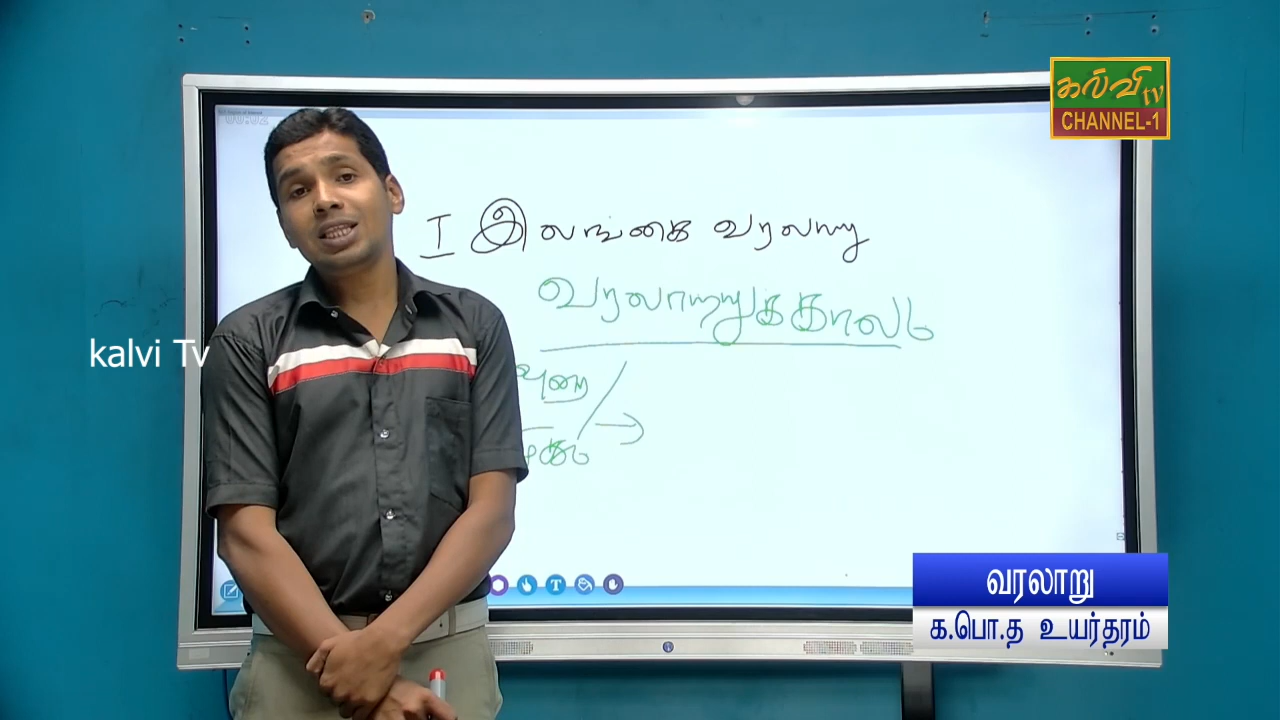 கல்வி tv
CHANNEL-1
I இலங்கை வரலாறு
வரலாற்றுக்காலம்
kalvi Tv
T
வரலாறு
க.பொ.த உயர்தரம்